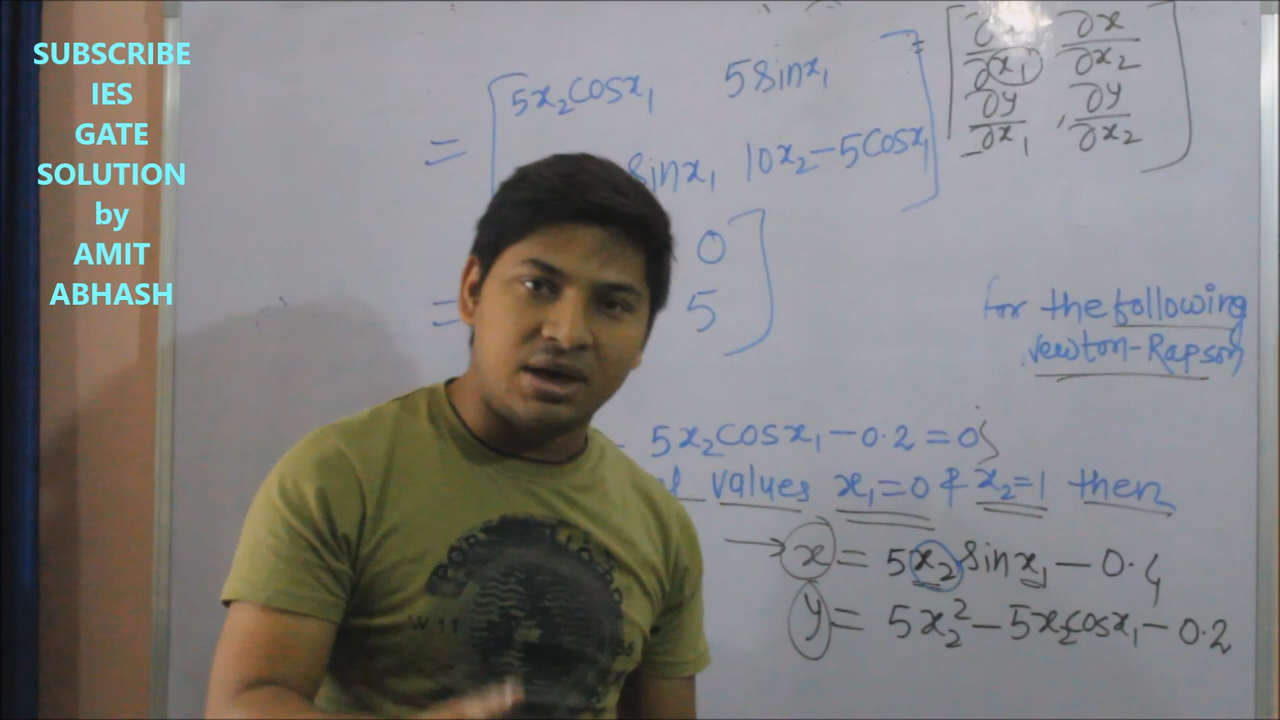 SUBSCRIBE
IES
GATE
SOLUTION
by
AMIT
ABHASH
= [ 5x₂cosx₁ 5sinx₁
sinx₁ 10x₂-5cosx₁ ]
= [ ∂x/∂x₂
∂x₁
∂y/∂x₁ , ∂y/∂x₂ ]
0
= 5 ]
for the following
Newton-Rapson
- 5x₂cosx₁-0.2=0}
values x₁=0 & x₂=1 then
→ x = 5x₂sinx₁-0.4
y = 5x₂²-5x₂cosx₁-0.2
PORT
W 11